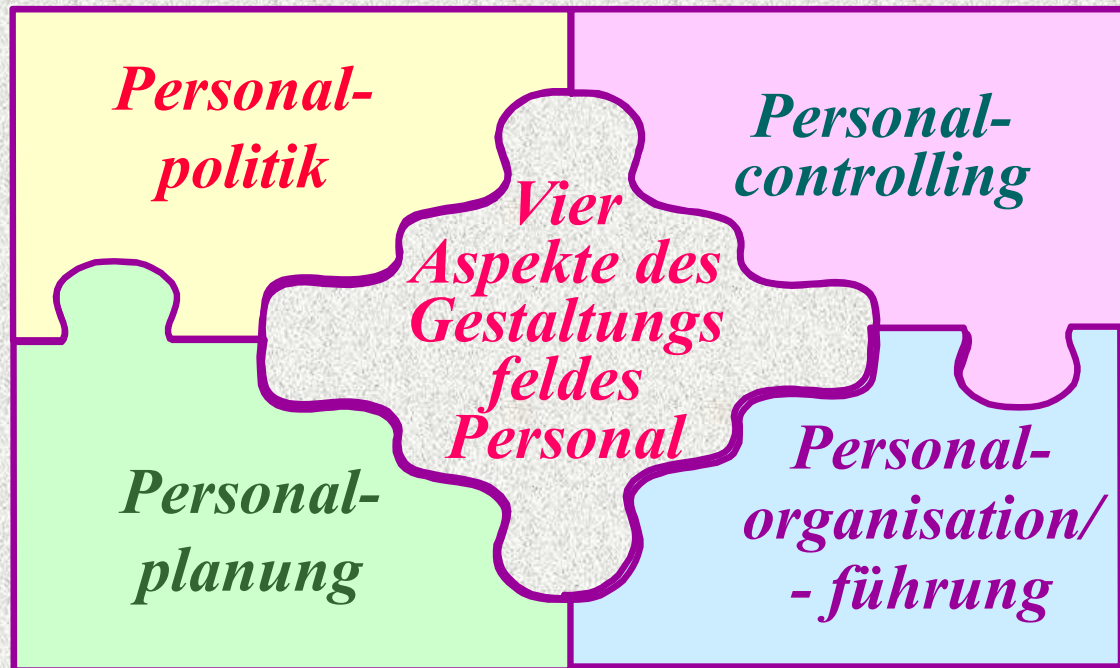 Personal-
politik
Personal-
controlling
Vier
Aspekte des
Gestaltungs
feldes
Personal
Personal-
planung
Personal-
organisation/
- führung